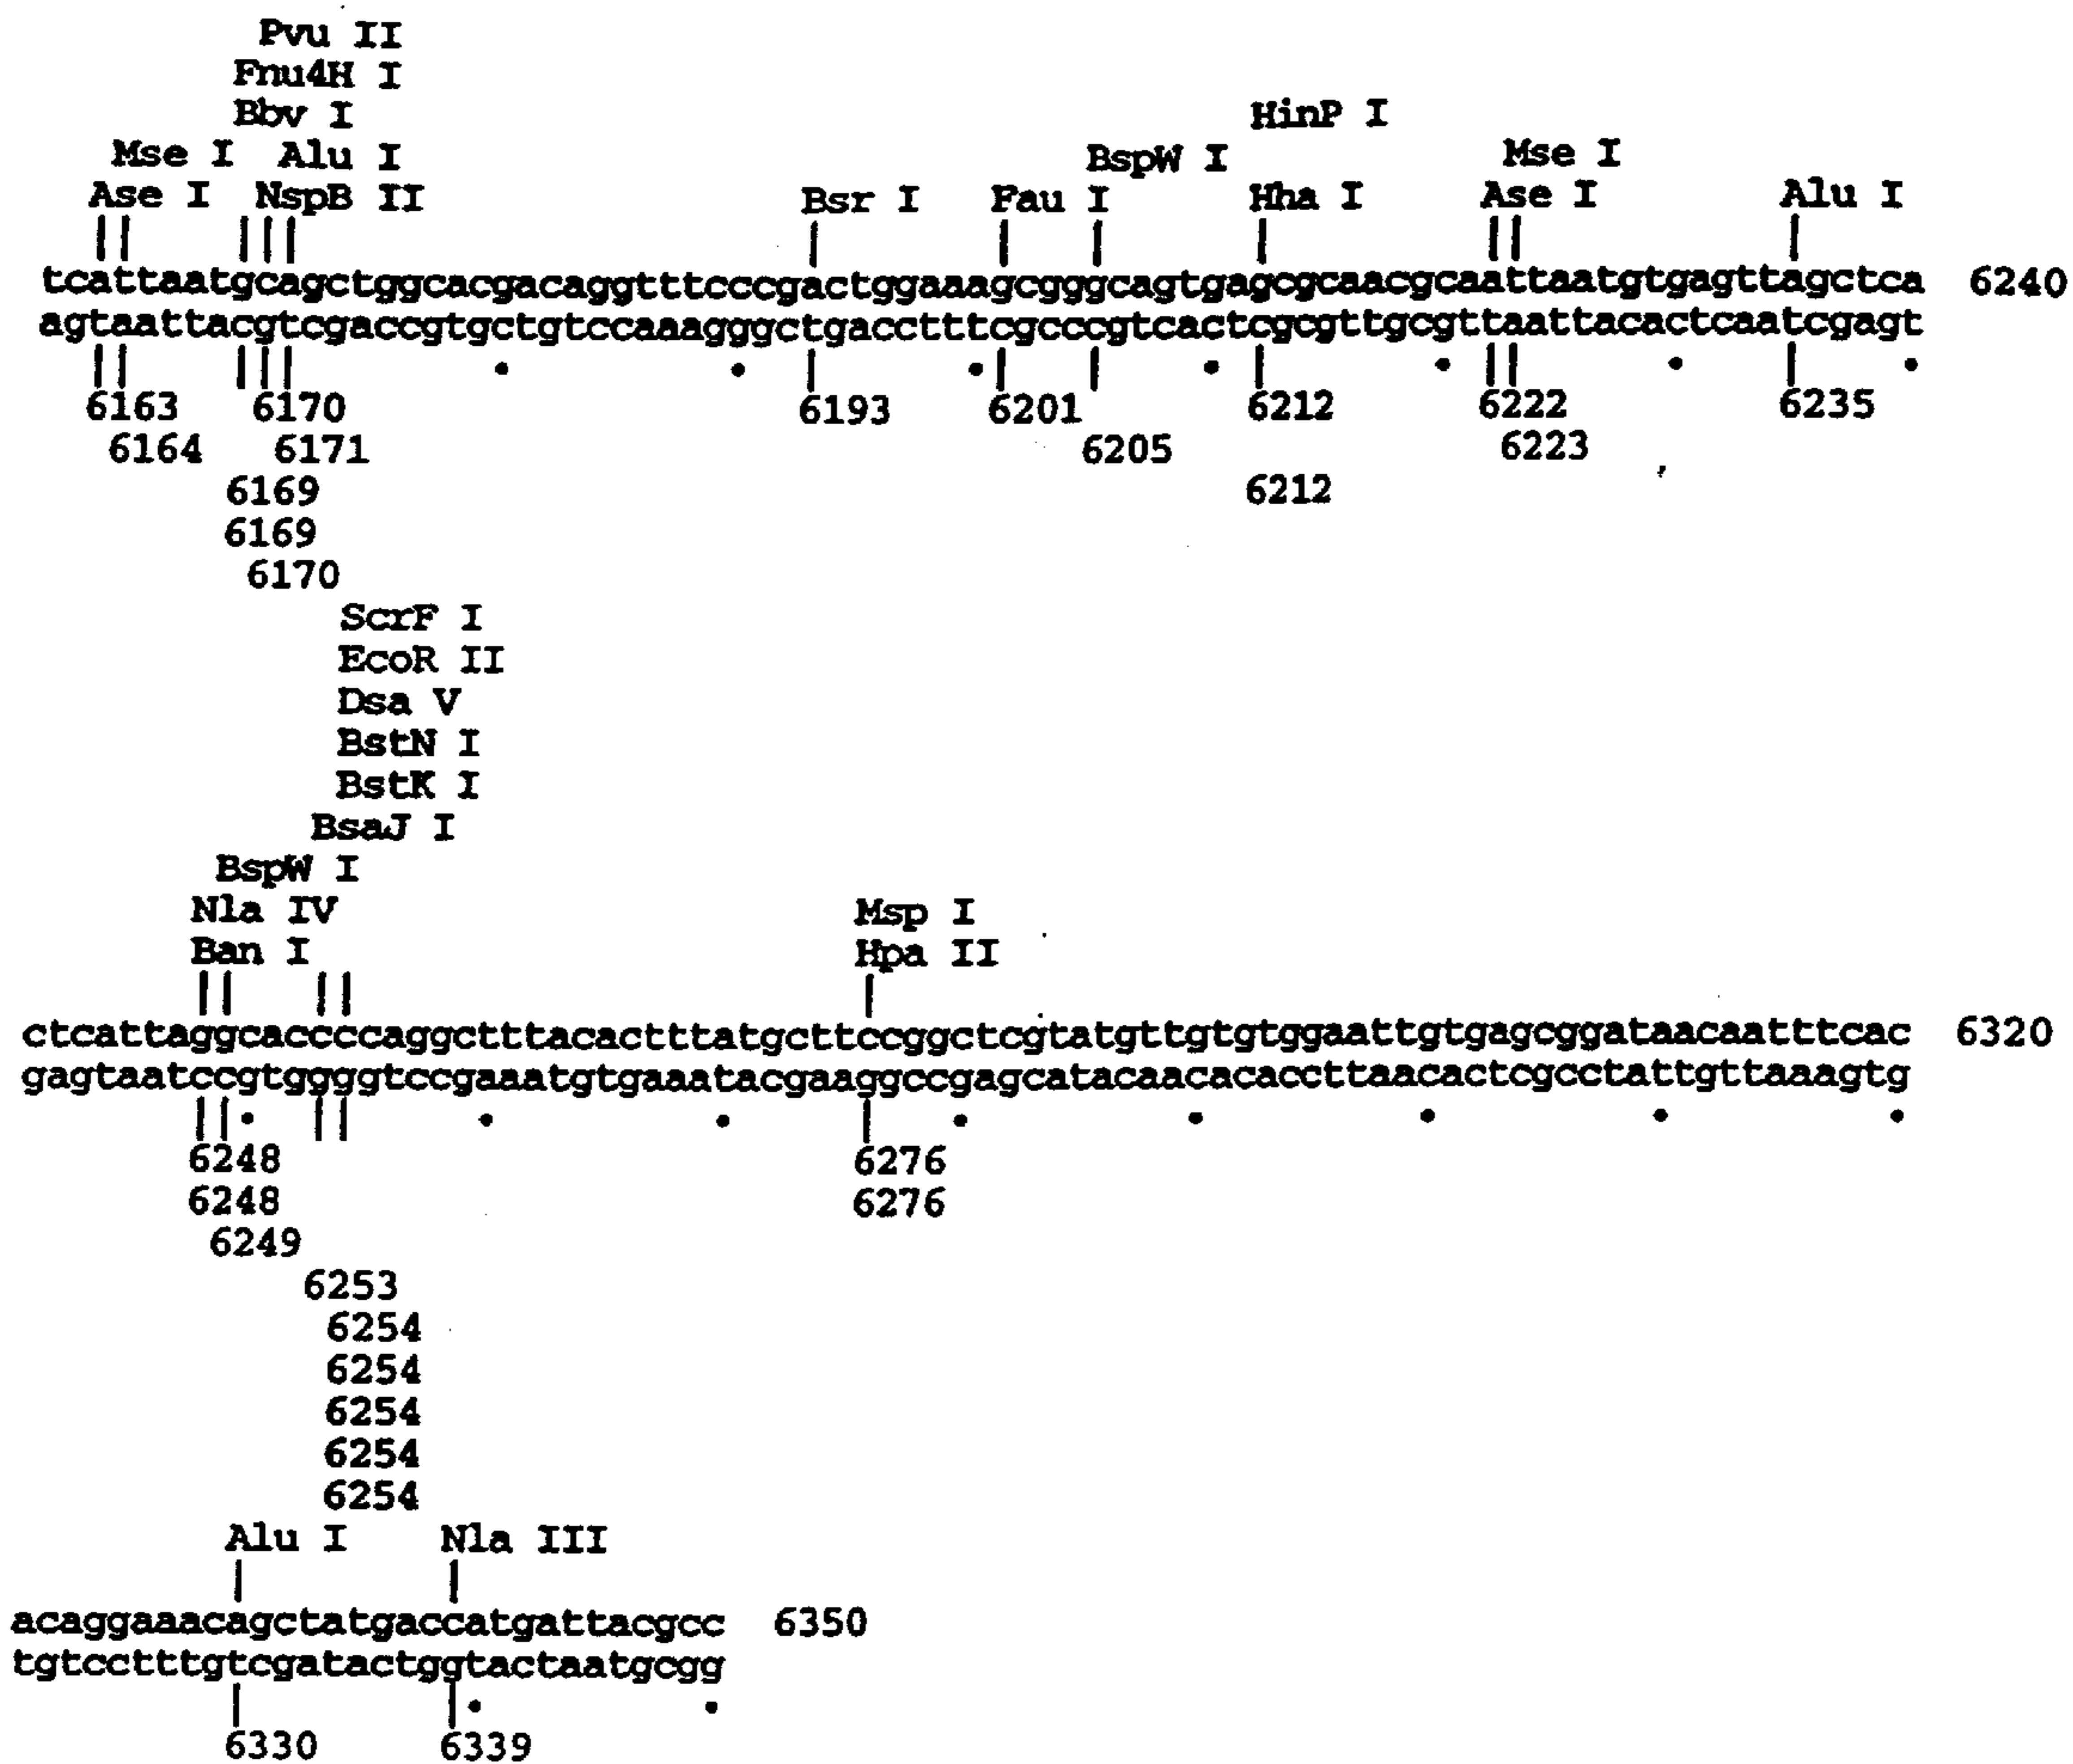 Pvu II
Fnu4H I
Bbv I HinP I
Mse I Alu I BspW I Mse I
Ase I NspB II Bsr I Fau I Hha I Ase I Alu I
tcattaatgcagctggcacgacaggtttcccgactggaaagcgggcagtgagcgcaacgcaattaatgtgagttagctca 6240
agtaattacgtcgaccgtgctgtccaaagggctgacctttcgcccgtcactcgcgttgcgttaattacactcaatcgagt
6163 6170 6193 6201 6212 6222 6235
6164 6171 6205 6223
6169 6212
6169
6170
ScrF I
EcoR II
Dsa V
BstN I
BstK I
BsaJ I
BspW I
Nla IV Msp I
Ban I Hpa II
ctcattaggcaccccaggctttacactttatgcttccggctcgtatgttgtgtggaattgtgagcggataacaatttcac 6320
gagtaatccgtggggtccgaaatgtgaaatacgaaggccgagcatacaacacaccttaacactcgcctattgttaaagtg
6248 6276
6248 6276
6249
6253
6254
6254
6254
6254
6254
Alu I Nla III
acaggaaacagctatgaccatgattacgcc 6350
tgtcctttgtcgatactggtactaatgcgg
6330 6339